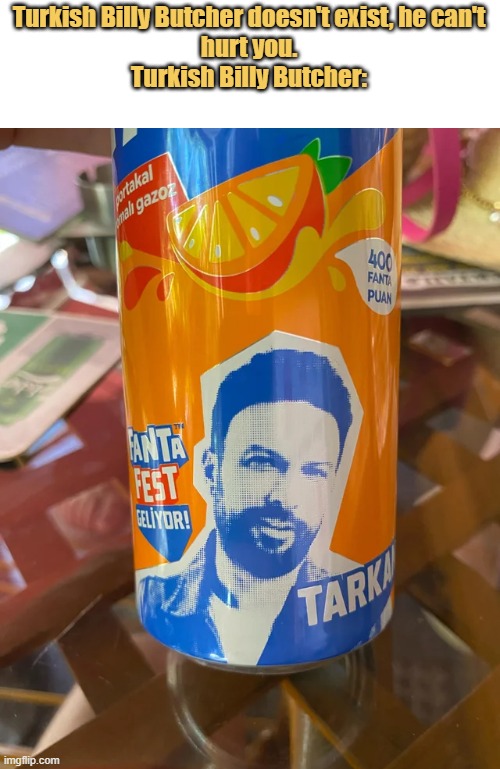 Turkish Billy Butcher doesn't exist, he can't
hurt you.
Turkish Billy Butcher:
portakal
gazoz
400
FANTA
PUAN
FANTA™
FEST
GELİYOR!
TARKA
imgflip.com